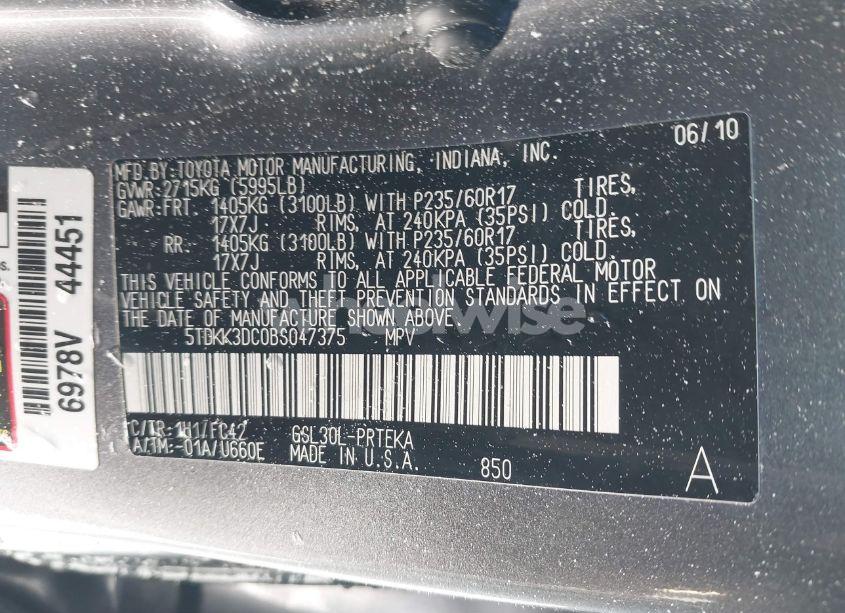 06/10
MFD BY:TOYOTA MOTOR MANUFACTURING, INDIANA, INC.
GVWR:2715KG (5995LB)
GAWR:FRT 1405KG (3100LB) WITH P235/60R17 TIRES,
17X7J RIMS, AT 240KPA (35PSI) COLD.
RR. 1405KG (3100LB) WITH P235/60R17 TIRES,
17X7J RIMS, AT 240KPA (35PSI) COLD.
THIS VEHICLE CONFORMS TO ALL APPLICABLE FEDERAL MOTOR
VEHICLE SAFETY AND THEFT PREVENTION STANDARDS IN EFFECT ON
THE DATE OF MANUFACTURE SHOWN ABOVE.
5TDKK3DC0BS047375 MPV
C/TR:1H1/FC42 GSL30L-PRTEKA
A/TM:-01A/U660E MADE IN U.S.A. 850 A
6978V 44451